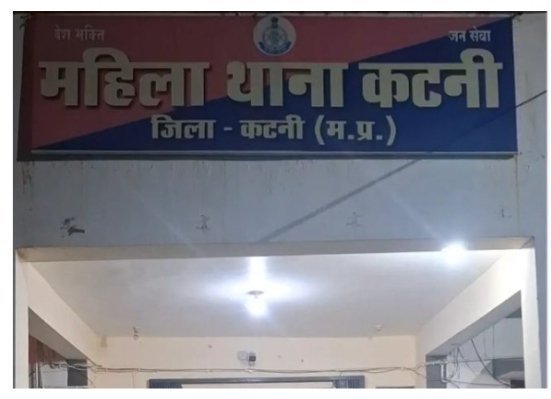 देश भक्ति जन सेवा
महिला थाना कटनी
जिला - कटनी (म.प्र.)